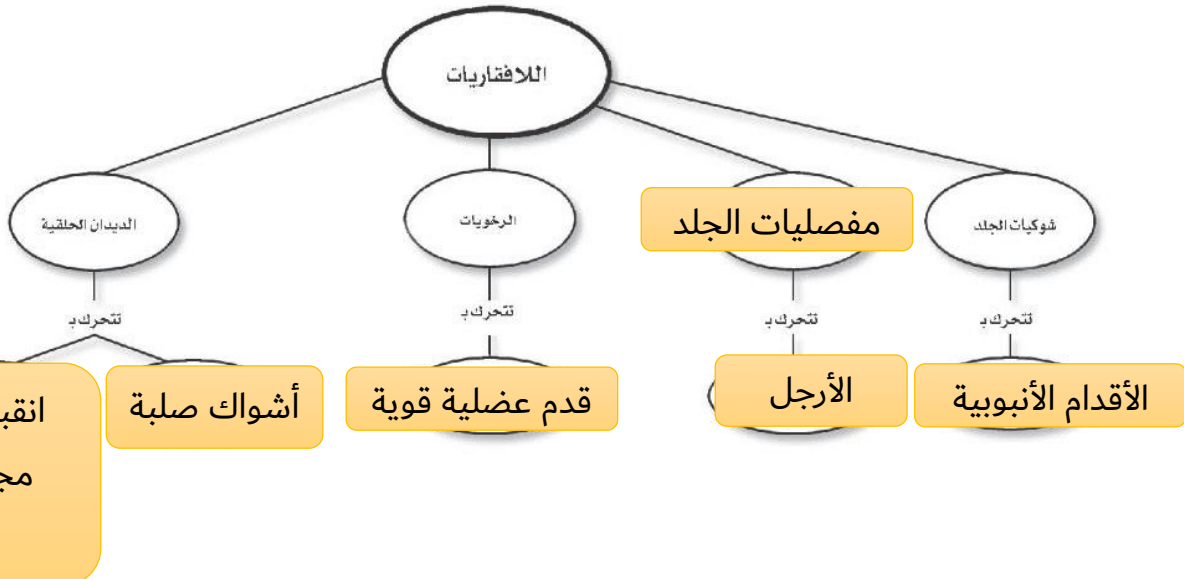 اللافقاريات
شوكيات الجلد
مفصليات الجلد
الرخويات
الديدان الحلقية
تتحرك بـ
تتحرك بـ
تتحرك بـ
تتحرك بـ
الأقدام الأنبوبية
الأرجل
قدم عضلية قوية
أشواك صلبة